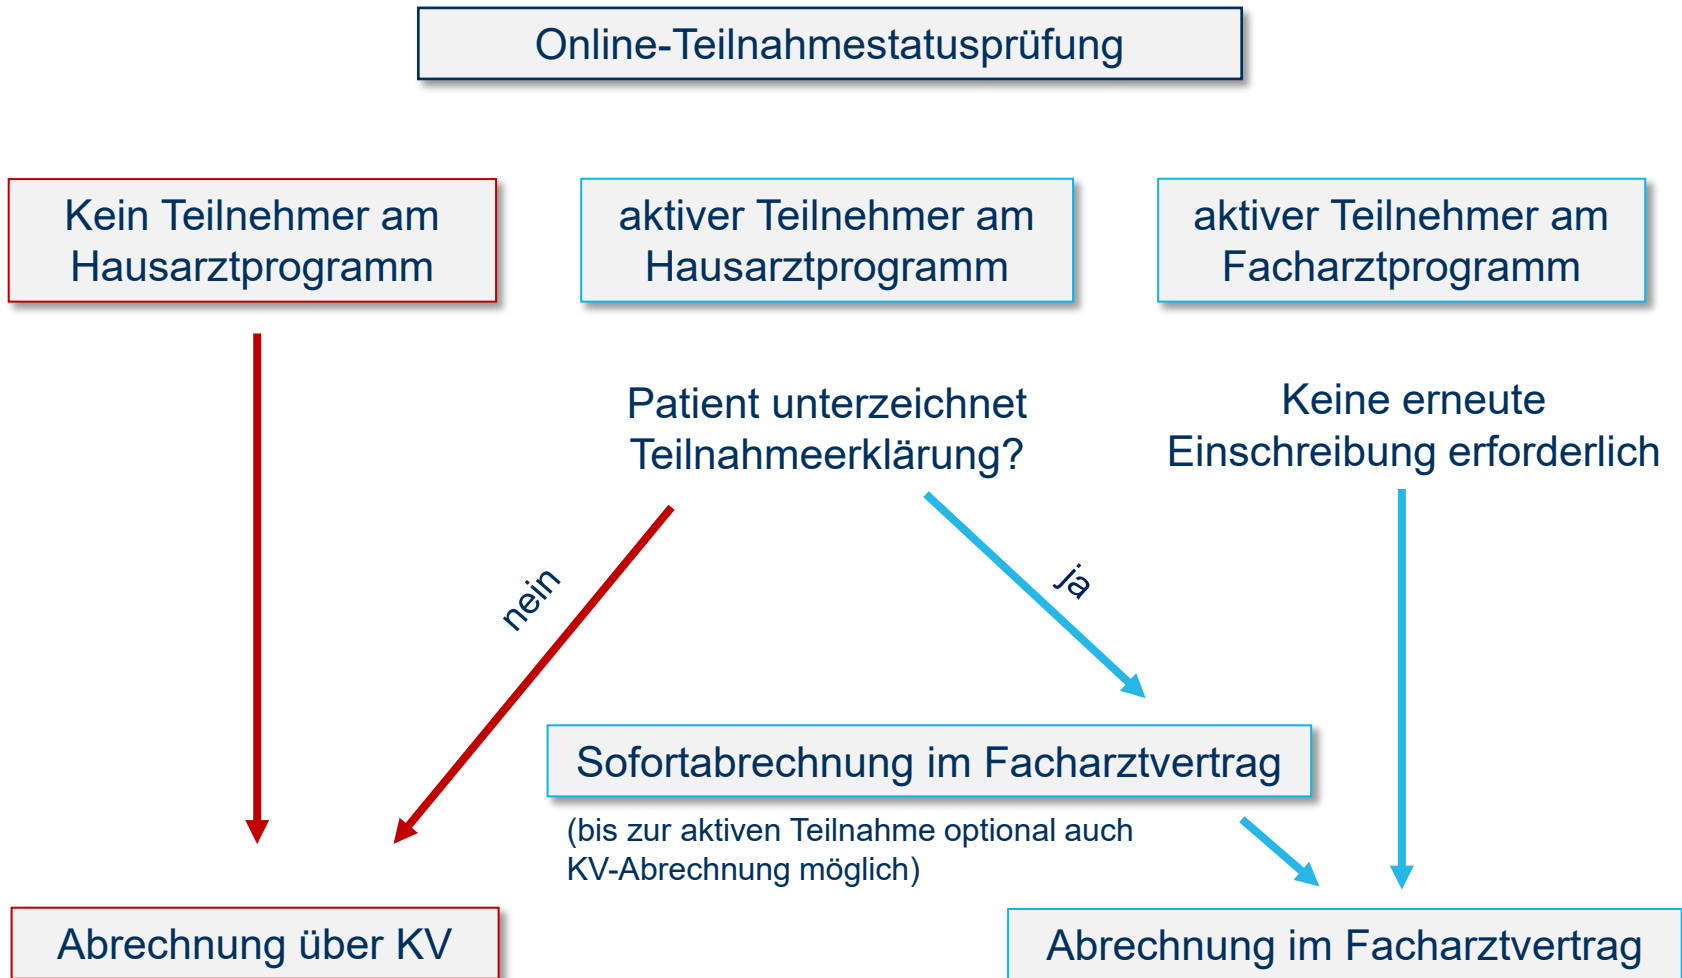 Online-Teilnahmestatusprüfung
Kein Teilnehmer am
Hausarztprogramm
aktiver Teilnehmer am
Hausarztprogramm
aktiver Teilnehmer am
Facharztprogramm
Patient unterzeichnet
Teilnahmeerklärung?
Keine erneute
Einschreibung erforderlich
nein
ja
Sofortabrechnung im Facharztvertrag
(bis zur aktiven Teilnahme optional auch
KV-Abrechnung möglich)
Abrechnung über KV
Abrechnung im Facharztvertrag